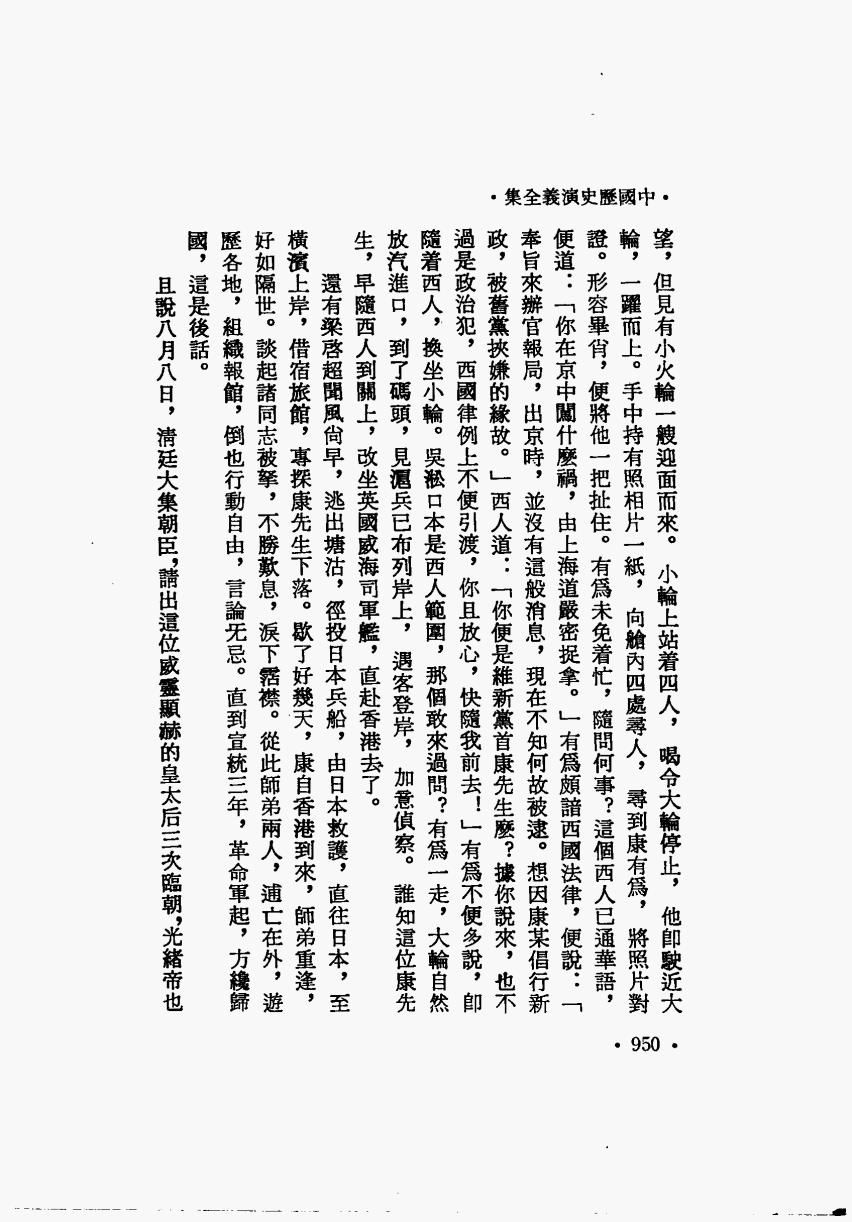 •中國歷史演義全集•
望，但見有小火輪一艘迎面而來。小輪上站着四人，喝令大輪停止，他卽駛近大
輪，一躍而上。手中持有照相片一紙，向艙內四處尋人，尋到康有爲，將照片對
證。形容畢肖，便將他一把扯住。有爲未免着忙，隨問何事？這個西人已通華語，
便道：「你在京中闖什麽禍，由上海道嚴密捉拿。」有爲頗諳西國法律，便說：「
奉旨來辦官報局，出京時，並沒有這般消息，現在不知何故被逮。想因康某倡行新
政，被舊黨挾嫌的緣故。」西人道：「你便是維新黨首康先生麽？據你說來，也不
過是政治犯，西國律例上不便引渡，你且放心，快隨我前去！」有爲不便多說，卽
隨着西人，換坐小輪。吳淞口本是西人範圍，那個敢來過問？有爲一走，大輪自然
放汽進口，到了碼頭，見滬兵已布列岸上，遇客登岸，加意偵察。誰知這位康先
生，早隨西人到關上，改坐英國威海司軍艦，直赴香港去了。
還有梁啓超聞風尙早，逃出塘沽，徑投日本兵船，由日本救護，直往日本，至
橫濱上岸，借宿旅館，專探康先生下落。歇了好幾天，康自香港到來，師弟重逢，
好如隔世。談起諸同志被拏，不勝歎息，淚下霑襟。從此師弟兩人，逋亡在外，遊
歷各地，組織報館，倒也行動自由，言論旡忌。直到宣統三年，革命軍起，方纔歸
國，這是後話。
且說八月八日，淸廷大集朝臣，請出這位威靈顯赫的皇太后三次臨朝，光緒帝也
•950•